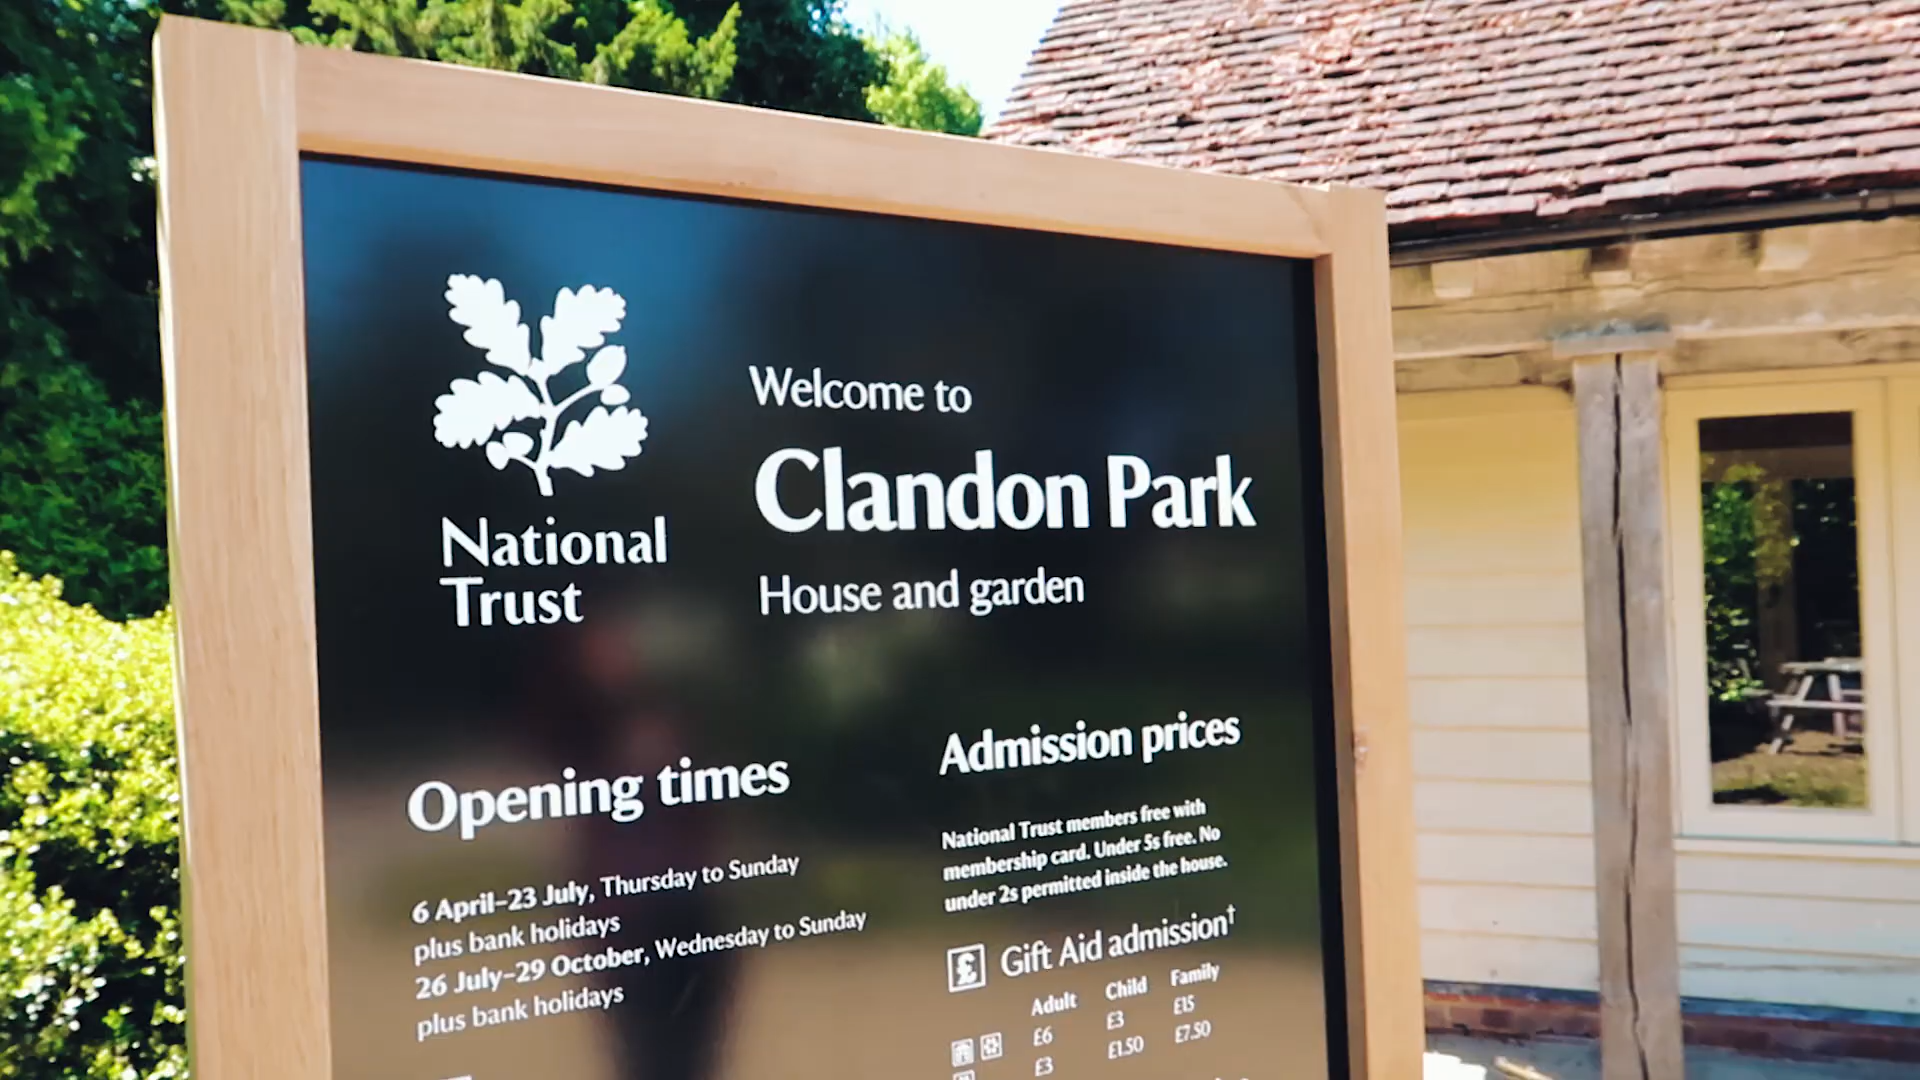 National
Trust
Welcome to
Clandon Park
House and garden
Opening times
6 April–23 July, Thursday to Sunday
plus bank holidays
26 July–29 October, Wednesday to Sunday
plus bank holidays
Admission prices
National Trust members free with
membership card. Under 5s free. No
under 2s permitted inside the house.
£ Gift Aid admission†
Adult Child Family
£6 £3 £15
£3 £1.50 £7.50